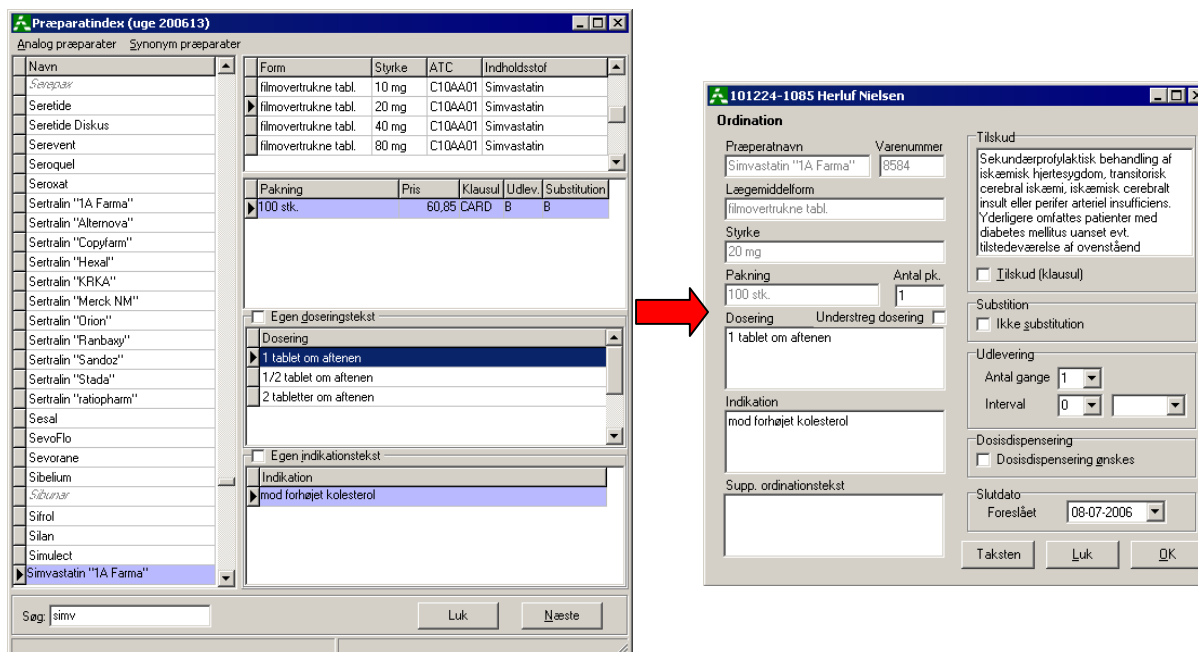 Præparatindex (uge 200613)
Analog præparater Synonym præparater
Navn
Serepax
Seretide
Seretide Diskus
Serevent
Seroquel
Seroxat
Sertralin "1A Farma"
Sertralin "Alternova"
Sertralin "Copyfarm"
Sertralin "Hexal"
Sertralin "KRKA"
Sertralin "Merck NM"
Sertralin "Orion"
Sertralin "Ranbaxy"
Sertralin "Sandoz"
Sertralin "Stada"
Sertralin "ratiopharm"
Sesal
SevoFlo
Sevorane
Sibelium
Sibunar
Sifrol
Silan
Simulect
Simvastatin "1A Farma"
Form Styrke ATC Indholdsstof
filmovertrukne tabl. 10 mg C10AA01 Simvastatin
filmovertrukne tabl. 20 mg C10AA01 Simvastatin
filmovertrukne tabl. 40 mg C10AA01 Simvastatin
filmovertrukne tabl. 80 mg C10AA01 Simvastatin
Pakning Pris Klausul Udlev. Substitution
100 stk. 60,85 CARD B B
Egen doseringstekst
Dosering
1 tablet om aftenen
1/2 tablet om aftenen
2 tabletter om aftenen
Egen indikationstekst
Indikation
mod forhøjet kolesterol
Søg: simv
Luk
Næste
101224-1085 Herluf Nielsen
Ordination
Præperatnavn Varenummer
Simvastatin "1A Farma" 8584
Lægemiddelform
filmovertrukne tabl.
Styrke
20 mg
Pakning Antal pk.
100 stk. 1
Dosering Understreg dosering
1 tablet om aftenen
Indikation
mod forhøjet kolesterol
Supp. ordinationstekst
Tilskud
Sekundærprofylaktisk behandling af
iskæmisk hjertesygdom, transitorisk
cerebral iskæmi, iskæmisk cerebralt
insult eller perifer arteriel insufficiens.
Yderligere omfattes patienter med
diabetes mellitus uanset evt.
tilstedeværelse af ovenståend
Tilskud (klausul)
Substition
Ikke substitution
Udlevering
Antal gange 1
Interval 0
Dosisdispensering
Dosisdispensering ønskes
Slutdato
Foreslået 08-07-2006
Taksten
Luk
OK